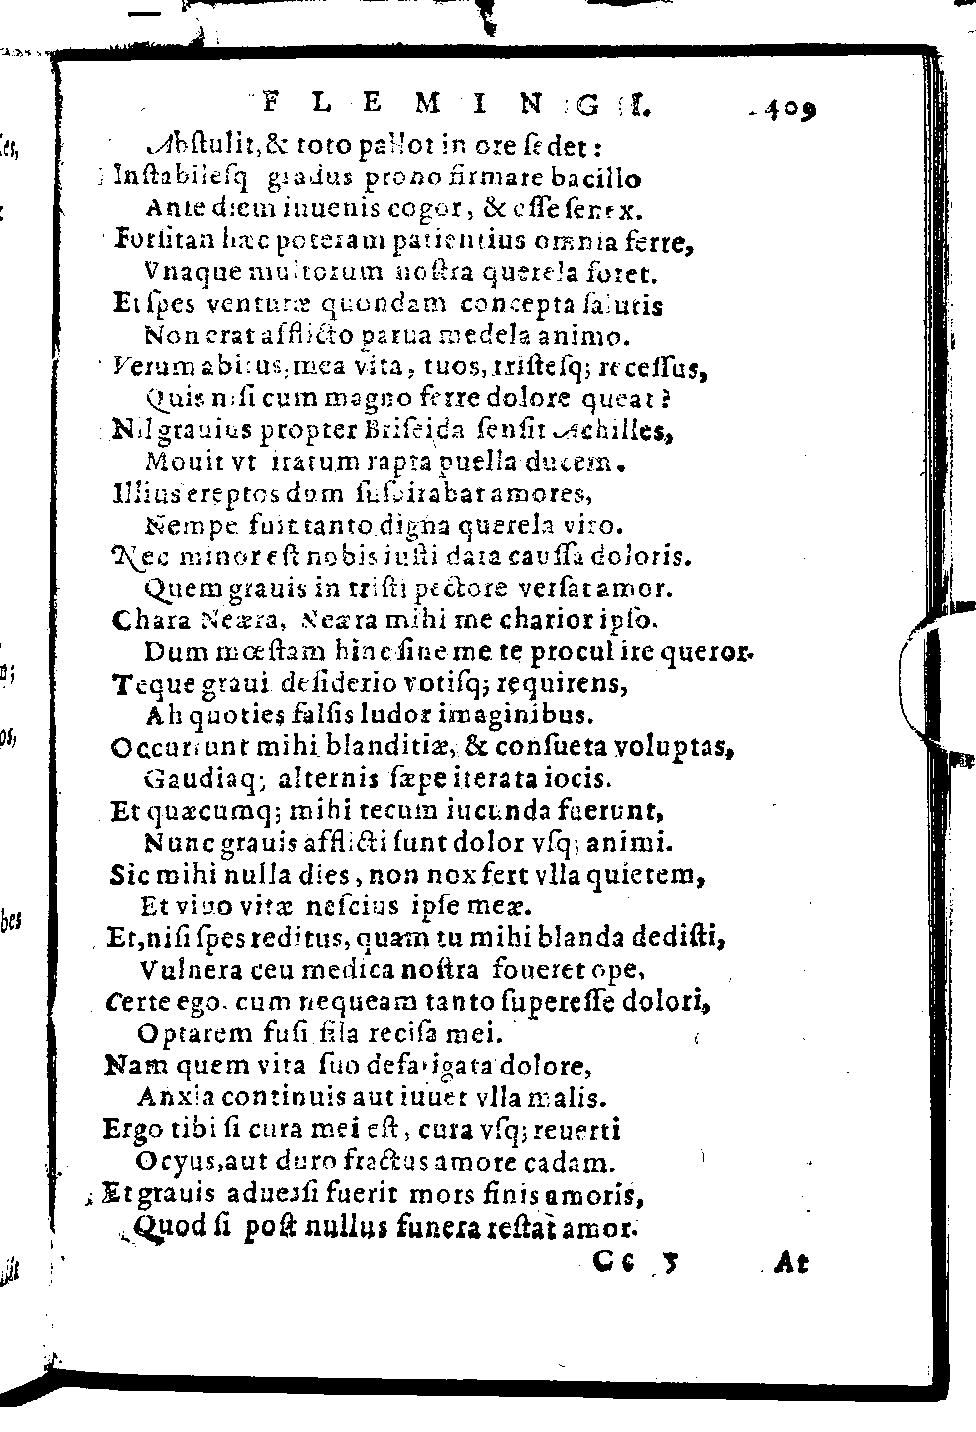 FLEMINGI. 409
Abſtulit, & toto pallor in ore ſedet:
Inſtabileſq gradus prono firmare bacillo
Ante diem iuuenis cogor, & eſſe ſenex.
Forſitan hæc poteram patientius omnia ferre,
Vnaque multorum noſtra querela foret.
Et ſpes venturæ quondam concepta ſalutis
Non erat afflicto parua medela animo.
Verum abitus, mea vita, tuos, triſteſq; receſſus,
Quis niſi cum magno ferre dolore queat?
Nil grauius propter Briſeida ſenſit Achilles,
Mouit vt iratum rapta puella ducem.
Illius ereptos dum ſuſpirabat amores,
Nempe fuit tanto digna querela viro.
Nec minor eſt nobis iuſti data cauſſa doloris.
Quem grauis in triſti pectore verſat amor.
Chara Neæra, Neæra mihi me charior ipſo.
Dum mœſtam hinc ſine me te procul ire queror.
Teque graui deſiderio votiſq; requirens,
Ah quoties falſis ludor imaginibus.
Occurrunt mihi blanditiæ, & conſueta voluptas,
Gaudiaq; alternis ſæpe iterata iocis.
Et quæcumq; mihi tecum iucunda fuerunt,
Nunc grauis afflicti ſunt dolor vſq; animi.
Sic mihi nulla dies, non nox fert vlla quietem,
Et viuo vitæ neſcius ipſe meæ.
Et, niſi ſpes reditus, quam tu mihi blanda dediſti,
Vulnera ceu medica noſtra foueret ope,
Certe ego. cum nequeam tanto ſupereſſe dolori,
Optarem fuſi fila reciſa mei.
Nam quem vita ſuo defatigata dolore,
Anxia continuis aut iuuet vlla malis.
Ergo tibi ſi cura mei eſt, cura vſq; reuerti
Ocyus, aut duro fractus amore cadam.
Et grauis aduerſi fuerit mors finis amoris,
Quod ſi poſt nullus funera reſtat amor.
Cc 3 At